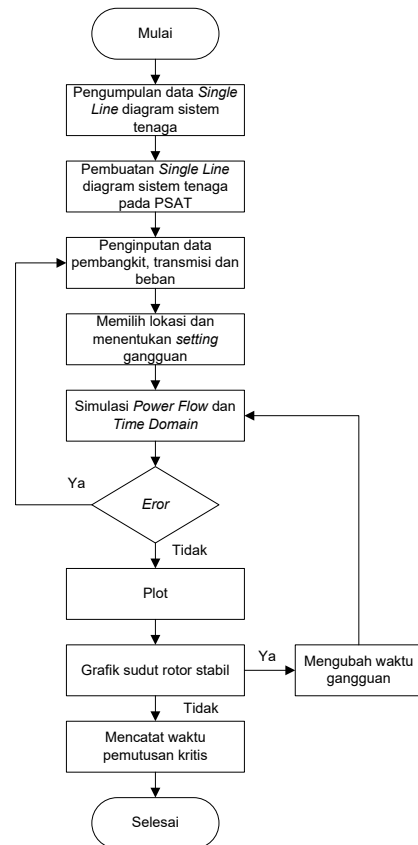 Mulai
Pengumpulan data Single
Line diagram sistem
tenaga
Pembuatan Single Line
diagram sistem tenaga
pada PSAT
Penginputan data
pembangkit, transmisi dan
beban
Memilih lokasi dan
menentukan setting
gangguan
Simulasi Power Flow dan
Time Domain
Ya
Eror
Tidak
Plot
Grafik sudut rotor stabil
Ya
Mengubah waktu
gangguan
Tidak
Mencatat waktu
pemutusan kritis
Selesai